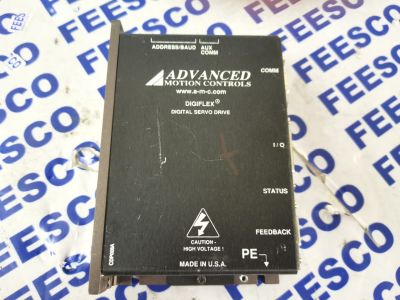 ADDRESS/BAUD
AUX
COMM
COMM
ADVANCED
MOTION CONTROLS
www.a-m-c.com
DIGIFLEX®
DIGITAL SERVO DRIVE
I/O
STATUS
FEEDBACK
CAUTION -
HIGH VOLTAGE !
PE
MADE IN U.S.A.
FEESCO
FEESCO
FEESCO
FEESCO
FEESCO
FEESCO